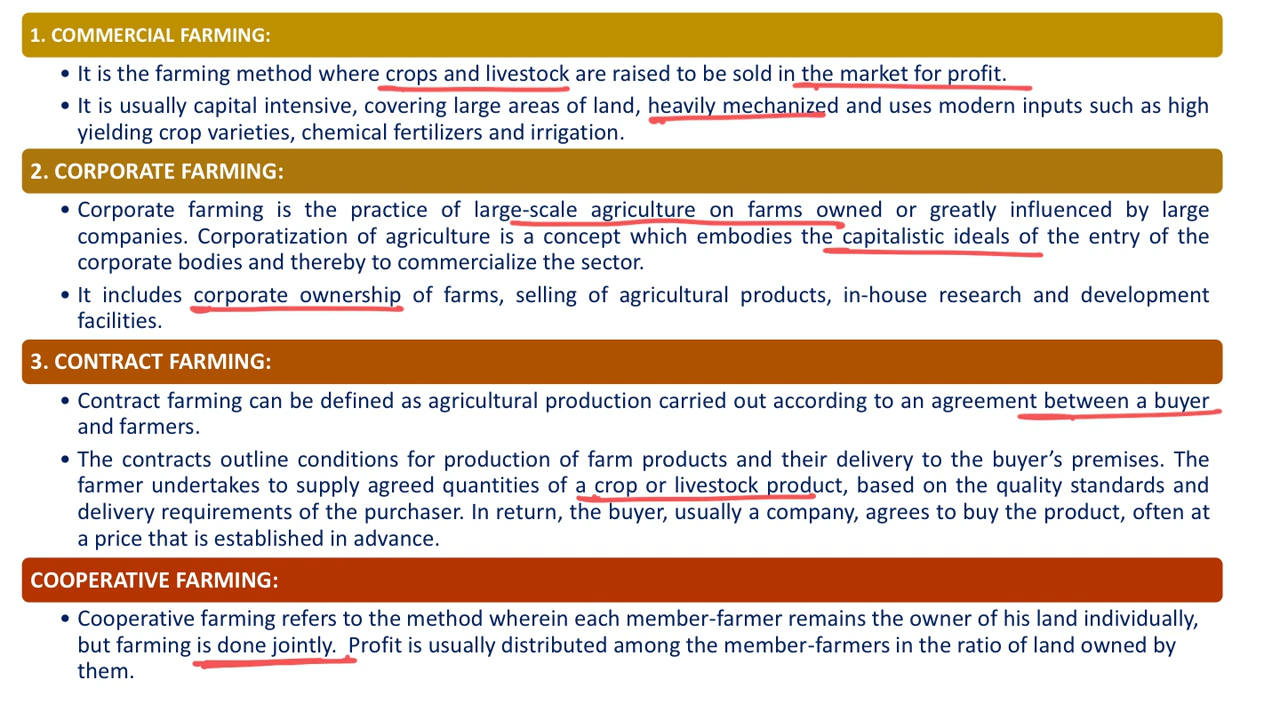 1. COMMERCIAL FARMING:
• It is the farming method where crops and livestock are raised to be sold in the market for profit.
• It is usually capital intensive, covering large areas of land, heavily mechanized and uses modern inputs such as high
yielding crop varieties, chemical fertilizers and irrigation.
2. CORPORATE FARMING:
• Corporate farming is the practice of large-scale agriculture on farms owned or greatly influenced by large
companies. Corporatization of agriculture is a concept which embodies the capitalistic ideals of the entry of the
corporate bodies and thereby to commercialize the sector.
• It includes corporate ownership of farms, selling of agricultural products, in-house research and development
facilities.
3. CONTRACT FARMING:
• Contract farming can be defined as agricultural production carried out according to an agreement between a buyer
and farmers.
• The contracts outline conditions for production of farm products and their delivery to the buyer’s premises. The
farmer undertakes to supply agreed quantities of a crop or livestock product, based on the quality standards and
delivery requirements of the purchaser. In return, the buyer, usually a company, agrees to buy the product, often at
a price that is established in advance.
COOPERATIVE FARMING:
• Cooperative farming refers to the method wherein each member-farmer remains the owner of his land individually,
but farming is done jointly. Profit is usually distributed among the member-farmers in the ratio of land owned by
them.